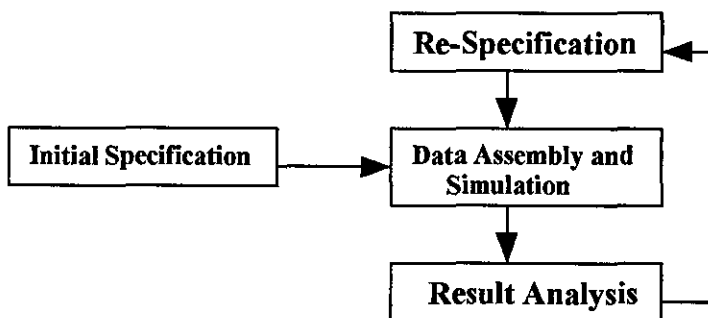 Re-Specification
Initial Specification
Data Assembly and
Simulation
Result Analysis